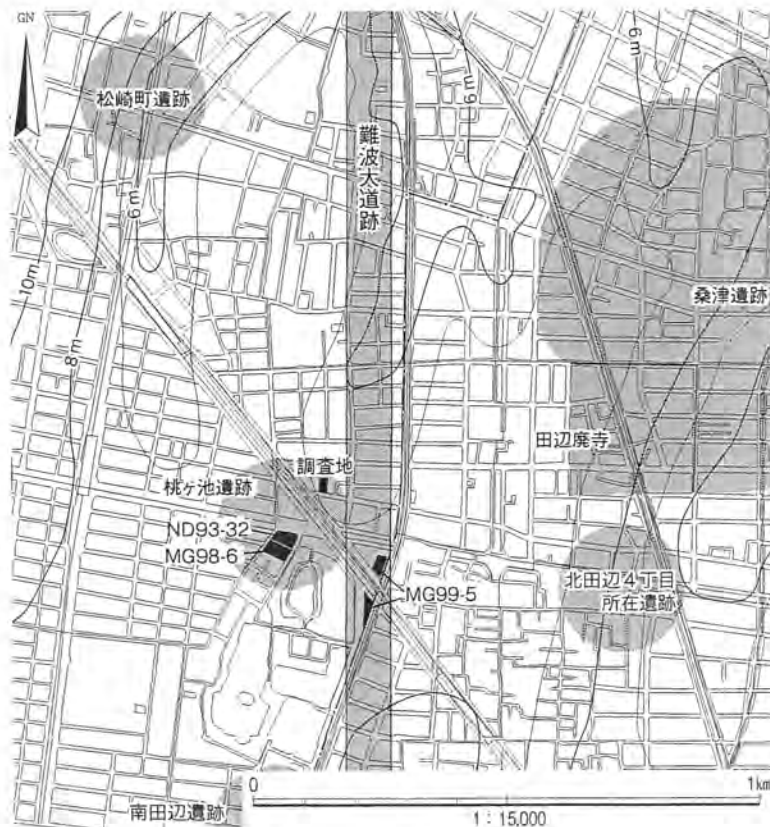 GN
松崎町遺跡
難波大道跡
6m
6m
6m
10m
8m
桑津遺跡
田辺廃寺
調査地
桃ヶ池遺跡
ND93-32
MG98-6
MG99-5
北田辺4丁目
所在遺跡
南田辺遺跡
0
1km
1:15,000